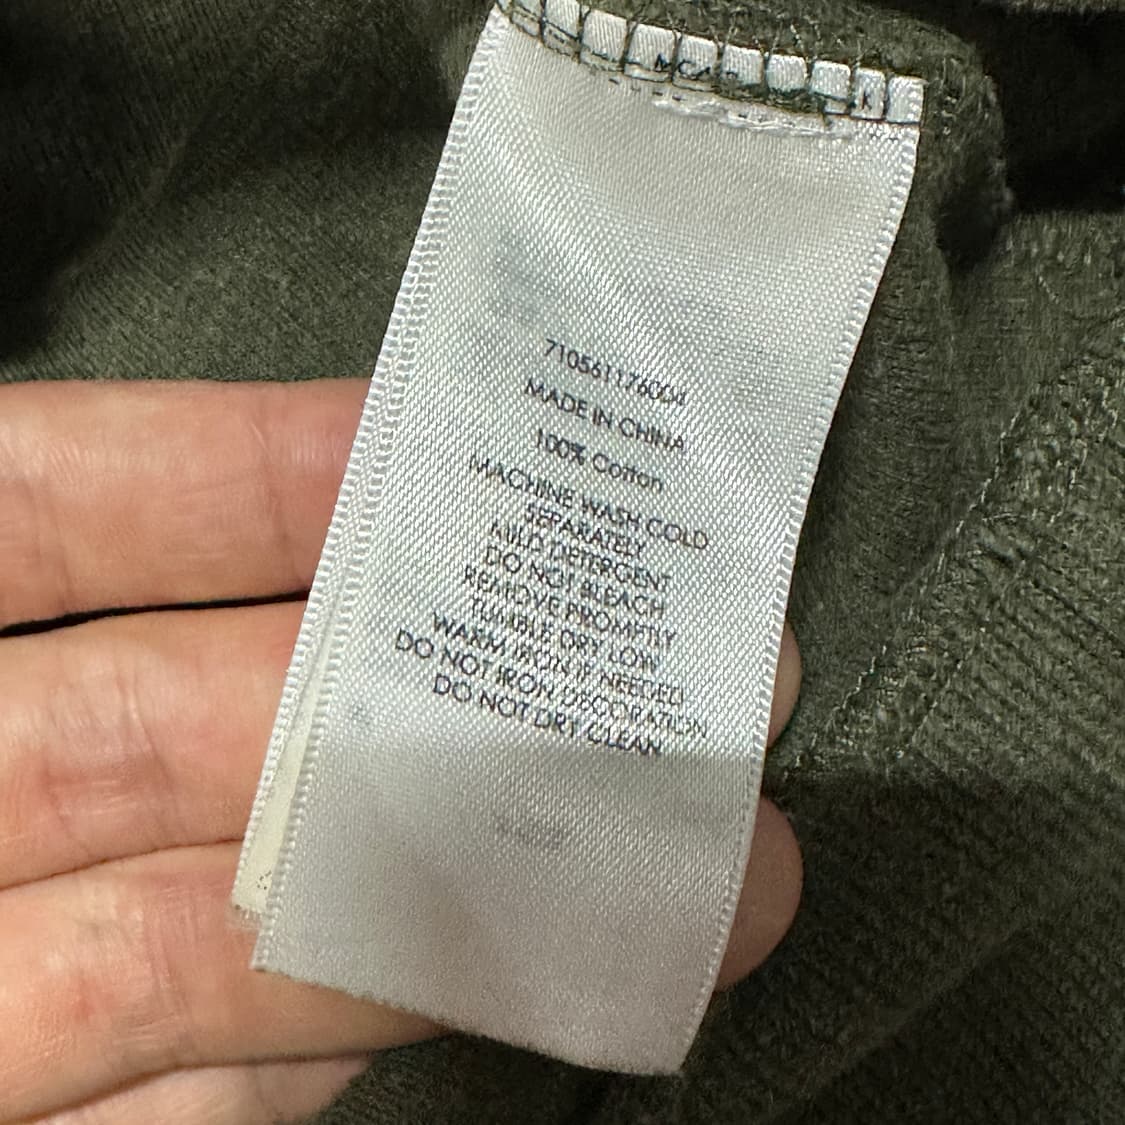 710561176004
MADE IN CHINA
100% Cotton
MACHINE WASH COLD
SEPARATELY
MILD DETERGENT
DO NOT BLEACH
REMOVE PROMPTLY
TUMBLE DRY LOW
WARM IRON IF NEEDED
DO NOT IRON DECORATION
DO NOT DRY CLEAN